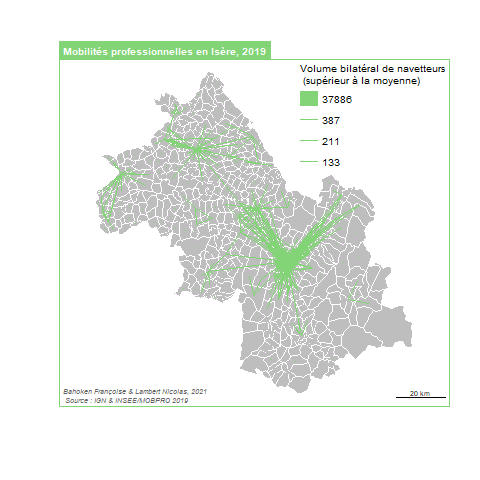 Mobilités professionnelles en Isère, 2019
Volume bilatéral de navetteurs
(supérieur à la moyenne)
37886
387
211
133
Bahoken Françoise & Lambert Nicolas, 2021
Source : IGN & INSEE/MOBPRO 2019
20 km